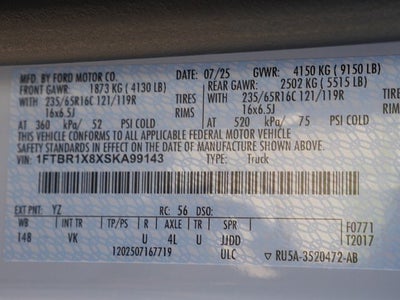 MFD. BY FORD MOTOR CO. DATE: 07/25 GVWR: 4150 KG (9150 LB)
FRONT GAWR: 1873 KG (4130 LB) REAR GAWR: 2502 KG (5515 LB)
WITH 235/65R16C 121/119R TIRES WITH 235/65R16C 121/119R TIRES
16x6.5J RIMS 16x6.5J RIMS
AT 360 kPa/ 52 PSI COLD AT 520 kPa/ 75 PSI COLD
THIS VEHICLE CONFORMS TO ALL APPLICABLE FEDERAL MOTOR VEHICLE
SAFETY STANDARDS IN EFFECT ON THE DATE OF MANUFACTURE SHOWN ABOVE.
VIN: 1FTBR1X8XSKA99143 TYPE: Truck
EXT PNT: YZ RC: 56 DSO:
WB INT TR TP/PS R AXLE TR SPR F0771
148 VK U 4L U JJDD T2017
1202507167719 ULC ▽ RU5A-3520472-AB